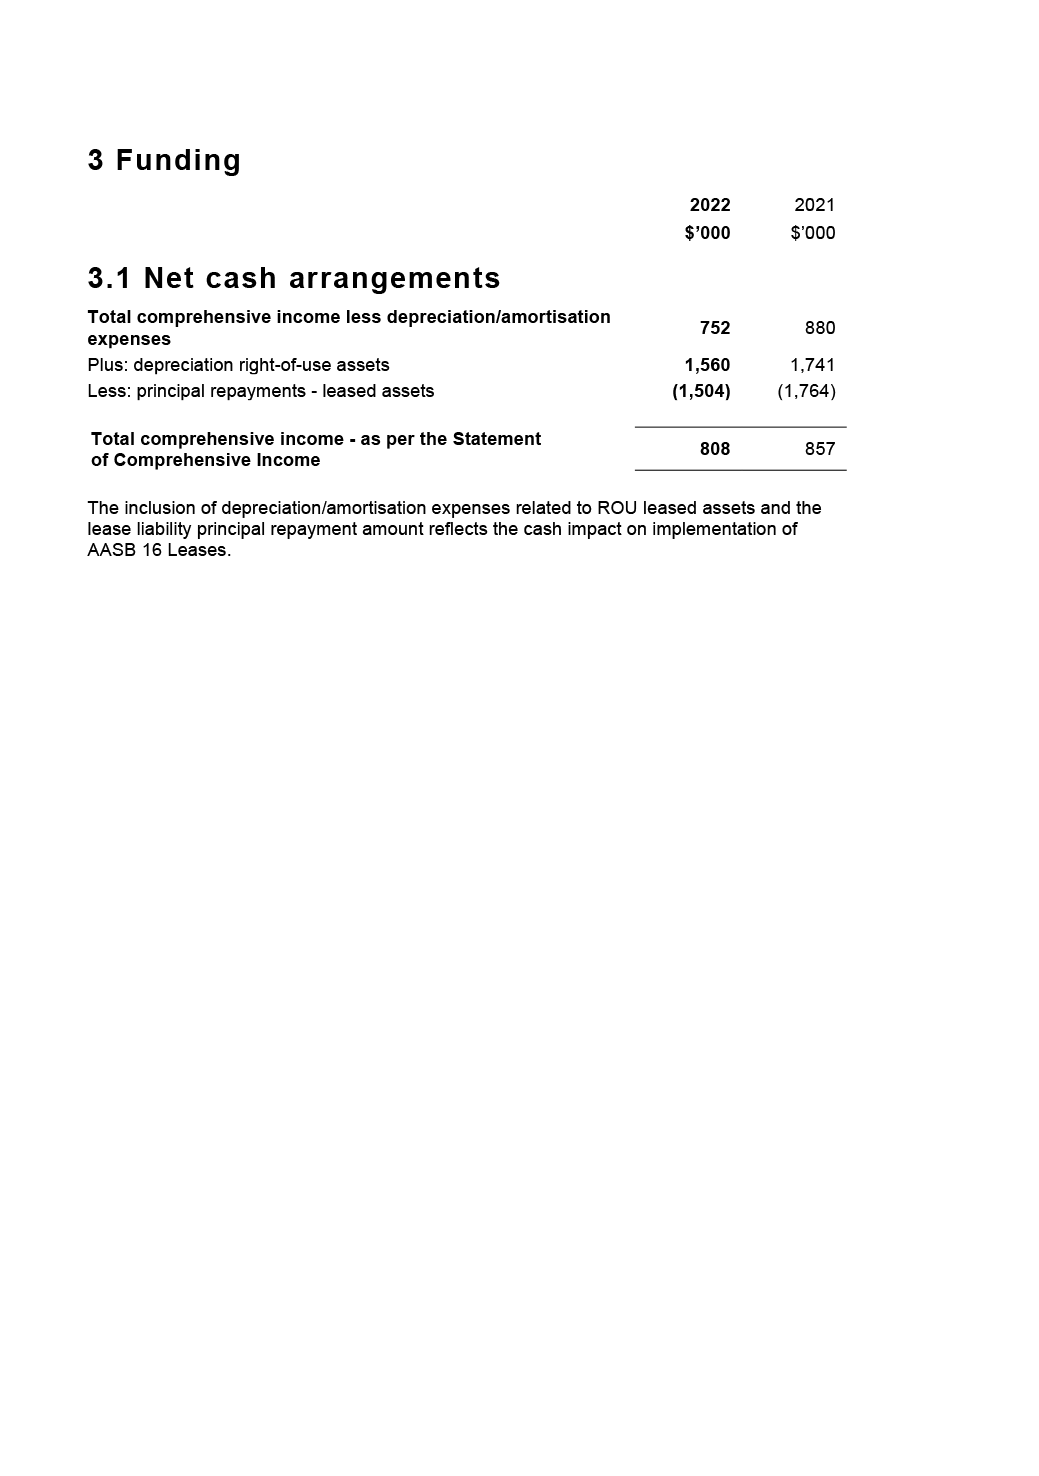 3 Funding
2022 2021
$’000 $’000
3.1 Net cash arrangements
Total comprehensive income less depreciation/amortisation
expenses 752 880
Plus: depreciation right-of-use assets 1,560 1,741
Less: principal repayments - leased assets (1,504) (1,764)
Total comprehensive income - as per the Statement
of Comprehensive Income 808 857
The inclusion of depreciation/amortisation expenses related to ROU leased assets and the
lease liability principal repayment amount reflects the cash impact on implementation of
AASB 16 Leases.